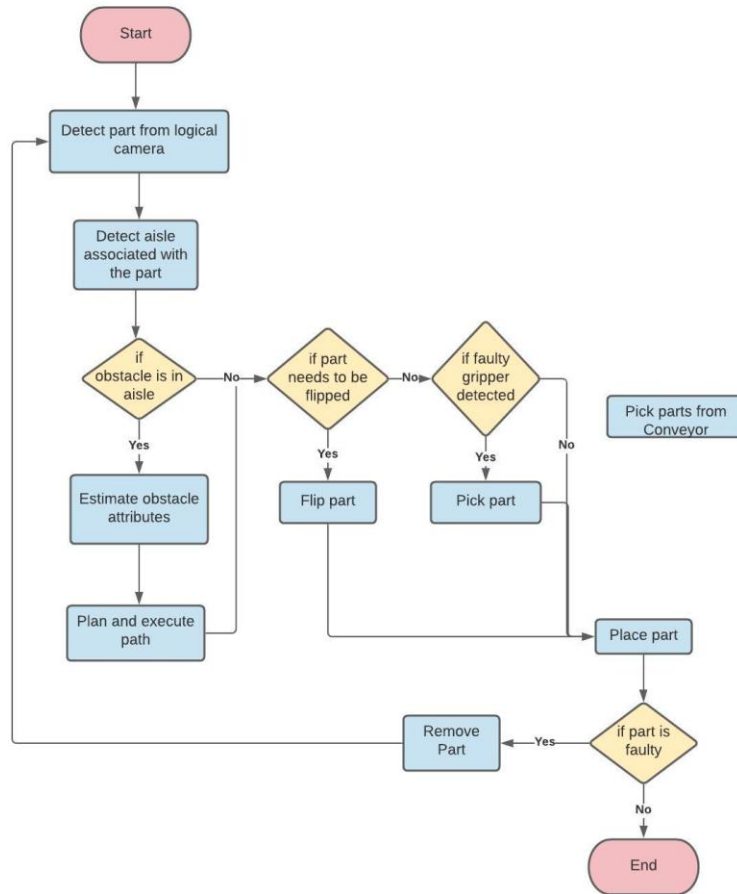 Start
Detect part from logical
camera
Detect aisle
associated with
the part
if
obstacle is in
aisle
No
if part
needs to be
flipped
No
if faulty
gripper
detected
No
Pick parts from
Conveyor
Yes
Yes
Yes
Estimate obstacle
attributes
Flip part
Pick part
Plan and execute
path
Place part
if part is
faulty
Yes
Remove
Part
No
End